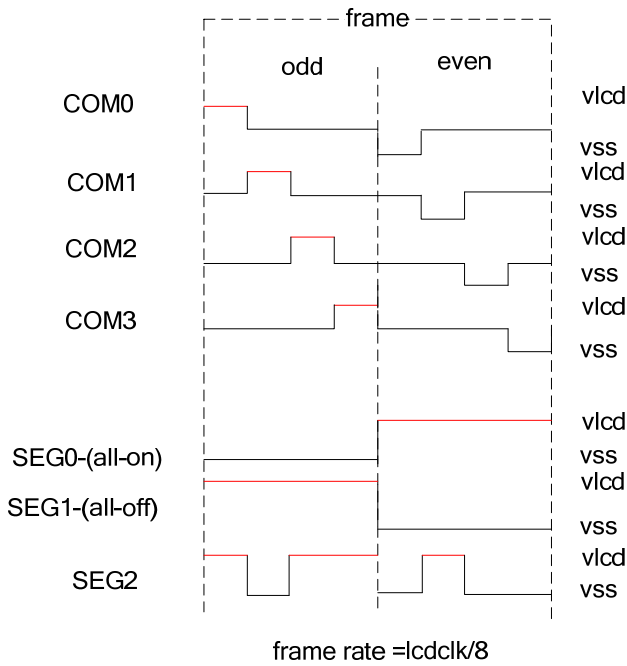 frame
odd
even
COM0
vlcd
vss
COM1
vlcd
vss
COM2
vlcd
vss
COM3
vlcd
vss
vlcd
SEG0-(all-on)
vss
vlcd
SEG1-(all-off)
vss
vlcd
SEG2
vss
frame rate =lcdclk/8